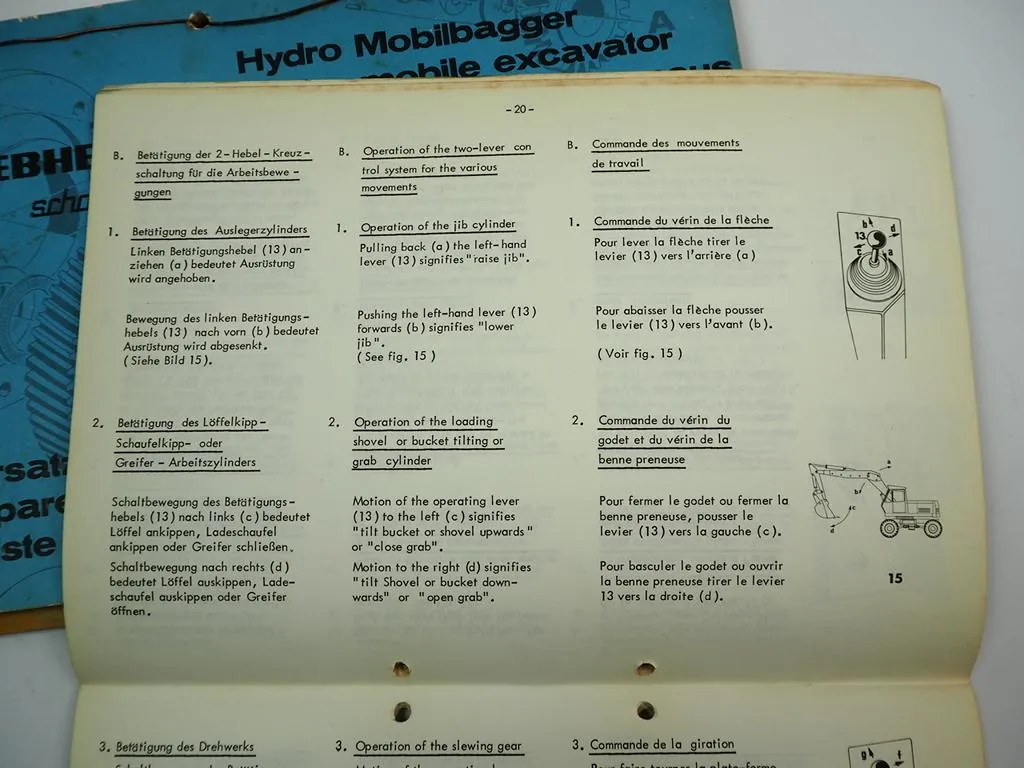 Hydro Mobilbagger
mobile excavator
EBHE
- 20 -
B. Betätigung der 2-Hebel-Kreuz-
schaltung für die Arbeitsbewe-
gungen
1. Betätigung des Auslegerzylinders
Linken Betätigungshebel (13) an-
ziehen (a) bedeutet Ausrüstung
wird angehoben.
Bewegung des linken Betätigungs-
hebels (13) nach vorn (b) bedeutet
Ausrüstung wird abgesenkt.
(Siehe Bild 15).
2. Betätigung des Löffelkipp-
Schaufelkipp- oder
Greifer-Arbeitszylinders
Schaltbewegung des Betätigungs-
hebels (13) nach links (c) bedeutet
Löffel ankippen, Ladeschaufel
ankippen oder Greifer schließen.
Schaltbewegung nach rechts (d)
bedeutet Löffel auskippen, Lade-
schaufel auskippen oder Greifer
öffnen.
B. Operation of the two-lever con
trol system for the various
movements
1. Operation of the jib cylinder
Pulling back (a) the left-hand
lever (13) signifies "raise jib".
Pushing the left-hand lever (13)
forwards (b) signifies "lower
jib".
(See fig. 15)
2. Operation of the loading
shovel or bucket tilting or
grab cylinder
Motion of the operating lever
(13) to the left (c) signifies
"tilt bucket or shovel upwards"
or "close grab".
Motion to the right (d) signifies
"tilt Shovel or bucket down-
wards" or "open grab".
B. Commande des mouvements
de travail
1. Commande du vérin de la flèche
Pour lever la flèche tirer le
levier (13) vers l'arrière (a)
Pour abaisser la flèche pousser
le levier (13) vers l'avant (b).
(Voir fig. 15)
2. Commande du vérin du
godet et du vérin de la
benne preneuse
Pour fermer le godet ou fermer la
benne preneuse, pousser le
levier (13) vers la gauche (c).
Pour basculer le godet ou ouvrir
la benne preneuse tirer le levier
13 vers la droite (d).
b
13
d
c
a
a
b
c
d
15
3. Betätigung des Drehwerks
3. Operation of the slewing gear
3. Commande de la giration
g
f